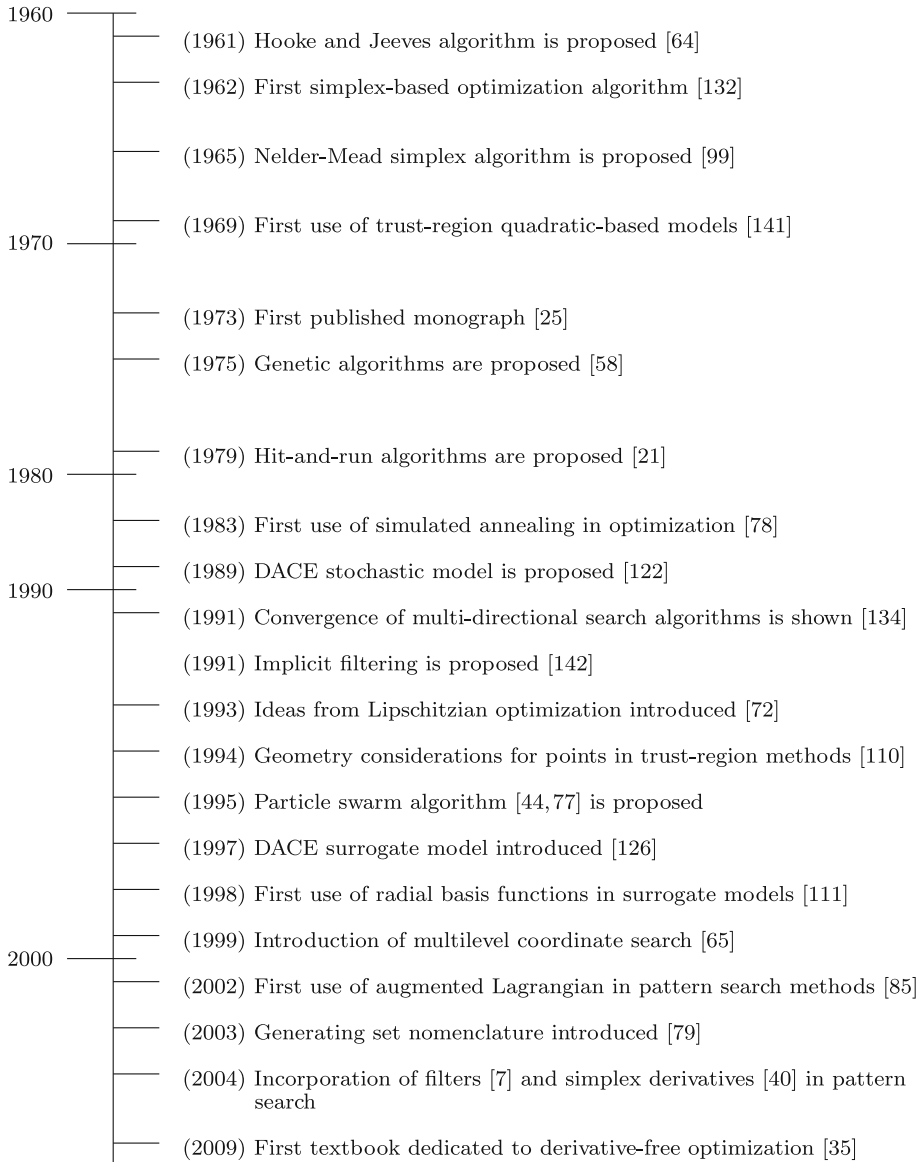 1960
(1961) Hooke and Jeeves algorithm is proposed [64]
(1962) First simplex-based optimization algorithm [132]
(1965) Nelder-Mead simplex algorithm is proposed [99]
(1969) First use of trust-region quadratic-based models [141]
1970
(1973) First published monograph [25]
(1975) Genetic algorithms are proposed [58]
(1979) Hit-and-run algorithms are proposed [21]
1980
(1983) First use of simulated annealing in optimization [78]
(1989) DACE stochastic model is proposed [122]
1990
(1991) Convergence of multi-directional search algorithms is shown [134]
(1991) Implicit filtering is proposed [142]
(1993) Ideas from Lipschitzian optimization introduced [72]
(1994) Geometry considerations for points in trust-region methods [110]
(1995) Particle swarm algorithm [44,77] is proposed
(1997) DACE surrogate model introduced [126]
(1998) First use of radial basis functions in surrogate models [111]
(1999) Introduction of multilevel coordinate search [65]
2000
(2002) First use of augmented Lagrangian in pattern search methods [85]
(2003) Generating set nomenclature introduced [79]
(2004) Incorporation of filters [7] and simplex derivatives [40] in pattern
search
(2009) First textbook dedicated to derivative-free optimization [35]